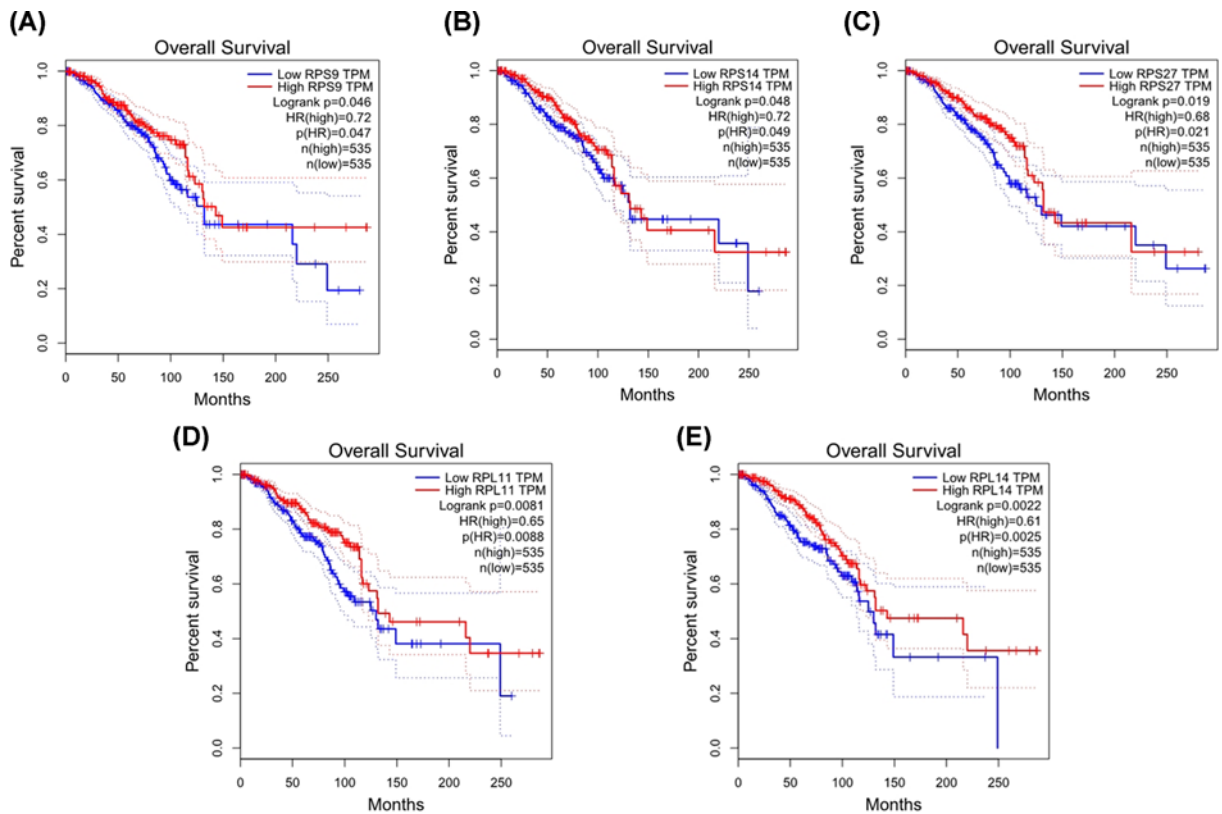 (A)
Overall Survival
Low RPS9 TPM
High RPS9 TPM
Logrank p=0.046
HR(high)=0.72
p(HR)=0.047
n(high)=535
n(low)=535
Percent survival
1.0
0.8
0.6
0.4
0.2
0.0
0 50 100 150 200 250
Months
(B)
Overall Survival
Low RPS14 TPM
High RPS14 TPM
Logrank p=0.048
HR(high)=0.72
p(HR)=0.049
n(high)=535
n(low)=535
Percent survival
1.0
0.8
0.6
0.4
0.2
0.0
0 50 100 150 200 250
Months
(C)
Overall Survival
Low RPS27 TPM
High RPS27 TPM
Logrank p=0.019
HR(high)=0.68
p(HR)=0.021
n(high)=535
n(low)=535
Percent survival
1.0
0.8
0.6
0.4
0.2
0.0
0 50 100 150 200 250
Months
(D)
Overall Survival
Low RPL11 TPM
High RPL11 TPM
Logrank p=0.0081
HR(high)=0.65
p(HR)=0.0088
n(high)=535
n(low)=535
Percent survival
1.0
0.8
0.6
0.4
0.2
0.0
0 50 100 150 200 250
Months
(E)
Overall Survival
Low RPL14 TPM
High RPL14 TPM
Logrank p=0.0022
HR(high)=0.61
p(HR)=0.0025
n(high)=535
n(low)=535
Percent survival
1.0
0.8
0.6
0.4
0.2
0.0
0 50 100 150 200 250
Months